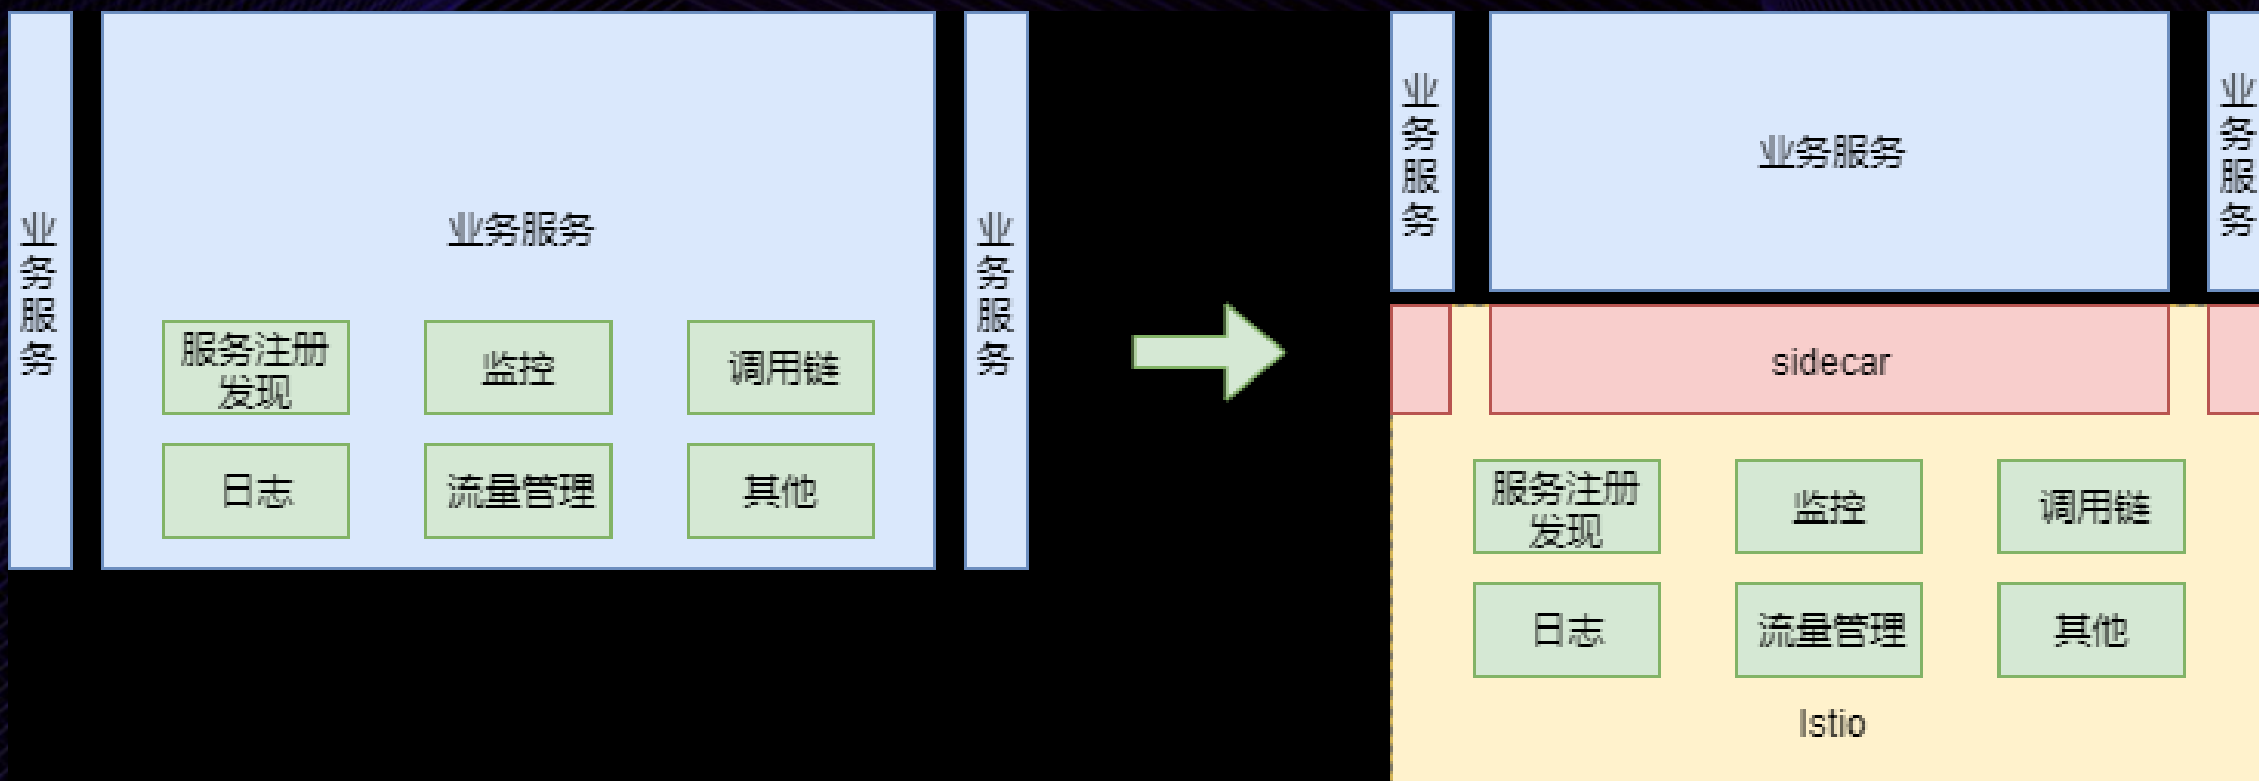 业务服务
业务服务
服务注册
发现
监控
调用链
日志
流量管理
其他
业务服务
业务服务
业务服务
业务服务
sidecar
服务注册
发现
监控
调用链
日志
流量管理
其他
Istio